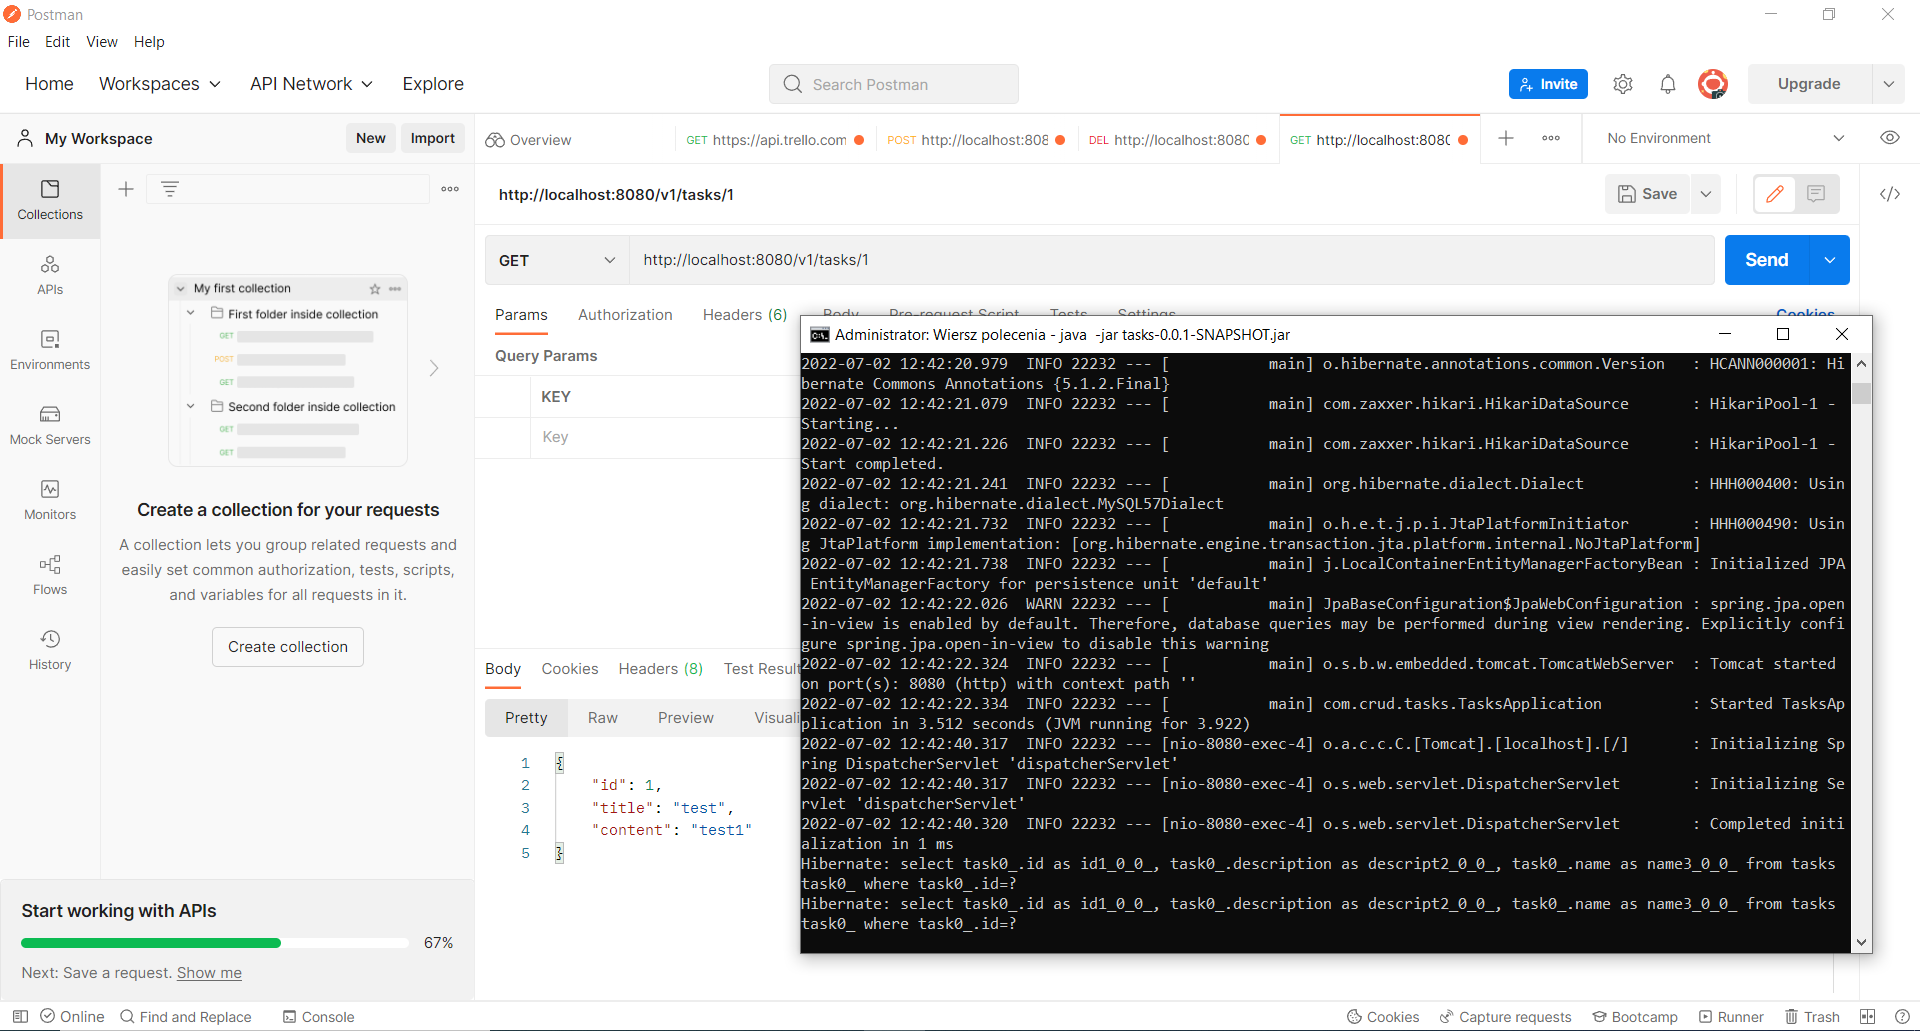 Postman
File Edit View Help
Home Workspaces API Network Explore
Search Postman
Invite
Upgrade
My Workspace
New Import
Overview
GET https://api.trello.com
POST http://localhost:808
DEL http://localhost:8080
GET http://localhost:8080
No Environment
Collections
APIs
Environments
Mock Servers
Monitors
Flows
History
My first collection
First folder inside collection
GET
POST
GET
Second folder inside collection
GET
GET
Create a collection for your requests
A collection lets you group related requests and
easily set common authorization, tests, scripts,
and variables for all requests in it.
Create collection
Start working with APIs
67%
Next: Save a request. Show me
http://localhost:8080/v1/tasks/1
Save
</>
GET http://localhost:8080/v1/tasks/1
Send
Params Authorization Headers (6) Body Pre-request Script Tests Settings
Cookies
Query Params
KEY
Key
Body Cookies Headers (8) Test Result
Pretty Raw Preview Visuali
1 {
2 "id": 1,
3 "title": "test",
4 "content": "test1"
5 }
Administrator: Wiersz polecenia - java  -jar tasks-0.0.1-SNAPSHOT.jar
2022-07-02 12:42:20.979  INFO 22232 --- [           main] o.hibernate.annotations.common.Version   : HCANN000001: Hi
bernate Commons Annotations {5.1.2.Final}
2022-07-02 12:42:21.079  INFO 22232 --- [           main] com.zaxxer.hikari.HikariDataSource       : HikariPool-1 -
Starting...
2022-07-02 12:42:21.226  INFO 22232 --- [           main] com.zaxxer.hikari.HikariDataSource       : HikariPool-1 -
Start completed.
2022-07-02 12:42:21.241  INFO 22232 --- [           main] org.hibernate.dialect.Dialect            : HHH000400: Usin
g dialect: org.hibernate.dialect.MySQL57Dialect
2022-07-02 12:42:21.732  INFO 22232 --- [           main] o.h.e.t.j.p.i.JtaPlatformInitiator       : HHH000490: Usin
g JtaPlatform implementation: [org.hibernate.engine.transaction.jta.platform.internal.NoJtaPlatform]
2022-07-02 12:42:21.738  INFO 22232 --- [           main] j.LocalContainerEntityManagerFactoryBean : Initialized JPA
EntityManagerFactory for persistence unit 'default'
2022-07-02 12:42:22.026  WARN 22232 --- [           main] JpaBaseConfiguration$JpaWebConfiguration : spring.jpa.open
-in-view is enabled by default. Therefore, database queries may be performed during view rendering. Explicitly confi
gure spring.jpa.open-in-view to disable this warning
2022-07-02 12:42:22.324  INFO 22232 --- [           main] o.s.b.w.embedded.tomcat.TomcatWebServer  : Tomcat started
on port(s): 8080 (http) with context path ''
2022-07-02 12:42:22.334  INFO 22232 --- [           main] com.crud.tasks.TasksApplication          : Started TasksAp
plication in 3.512 seconds (JVM running for 3.922)
2022-07-02 12:42:40.317  INFO 22232 --- [nio-8080-exec-4] o.a.c.c.C.[Tomcat].[localhost].[/]       : Initializing Sp
ring DispatcherServlet 'dispatcherServlet'
2022-07-02 12:42:40.317  INFO 22232 --- [nio-8080-exec-4] o.s.web.servlet.DispatcherServlet        : Initializing Se
rvlet 'dispatcherServlet'
2022-07-02 12:42:40.320  INFO 22232 --- [nio-8080-exec-4] o.s.web.servlet.DispatcherServlet        : Completed initi
alization in 1 ms
Hibernate: select task0_.id as id1_0_0_, task0_.description as descript2_0_0_, task0_.name as name3_0_0_ from tasks
task0_ where task0_.id=?
Hibernate: select task0_.id as id1_0_0_, task0_.description as descript2_0_0_, task0_.name as name3_0_0_ from tasks
task0_ where task0_.id=?
Online Find and Replace Console
Cookies Capture requests Bootcamp Runner Trash